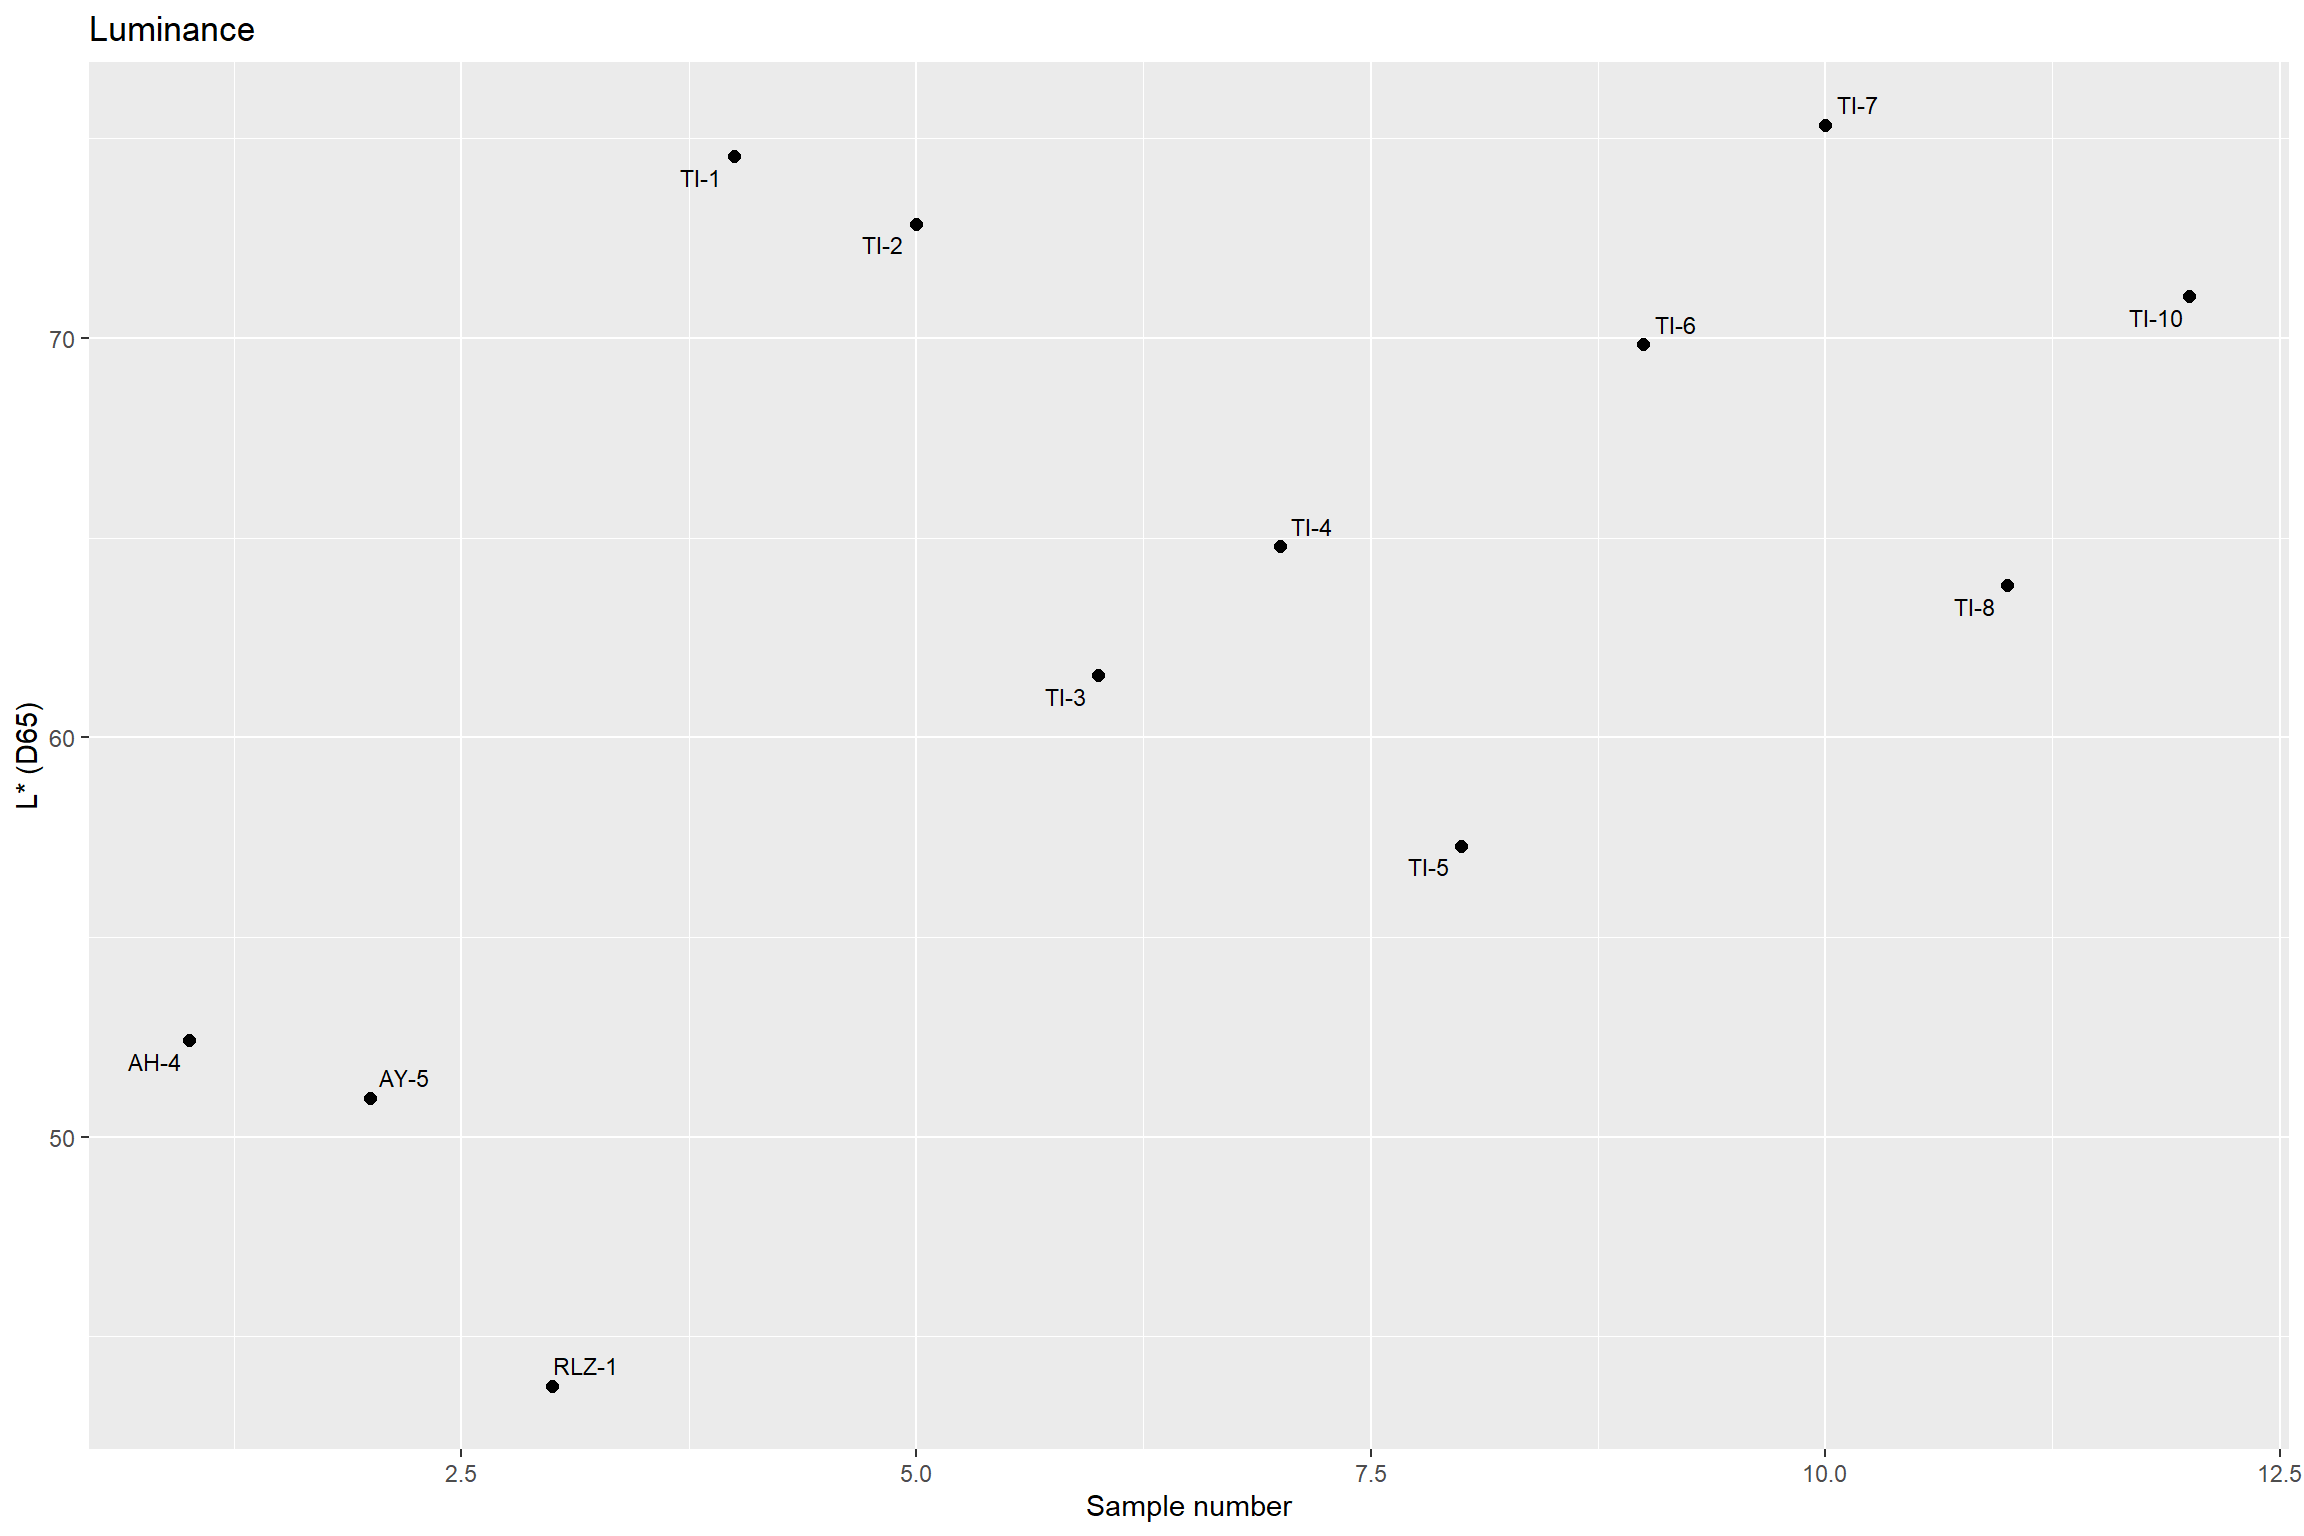 Luminance
TI-7
TI-1
TI-2
TI-10
TI-6
70
TI-4
TI-8
TI-3
L* (D65)
60
TI-5
AH-4
AY-5
50
RLZ-1
2.5 5.0 7.5 10.0 12.5
Sample number